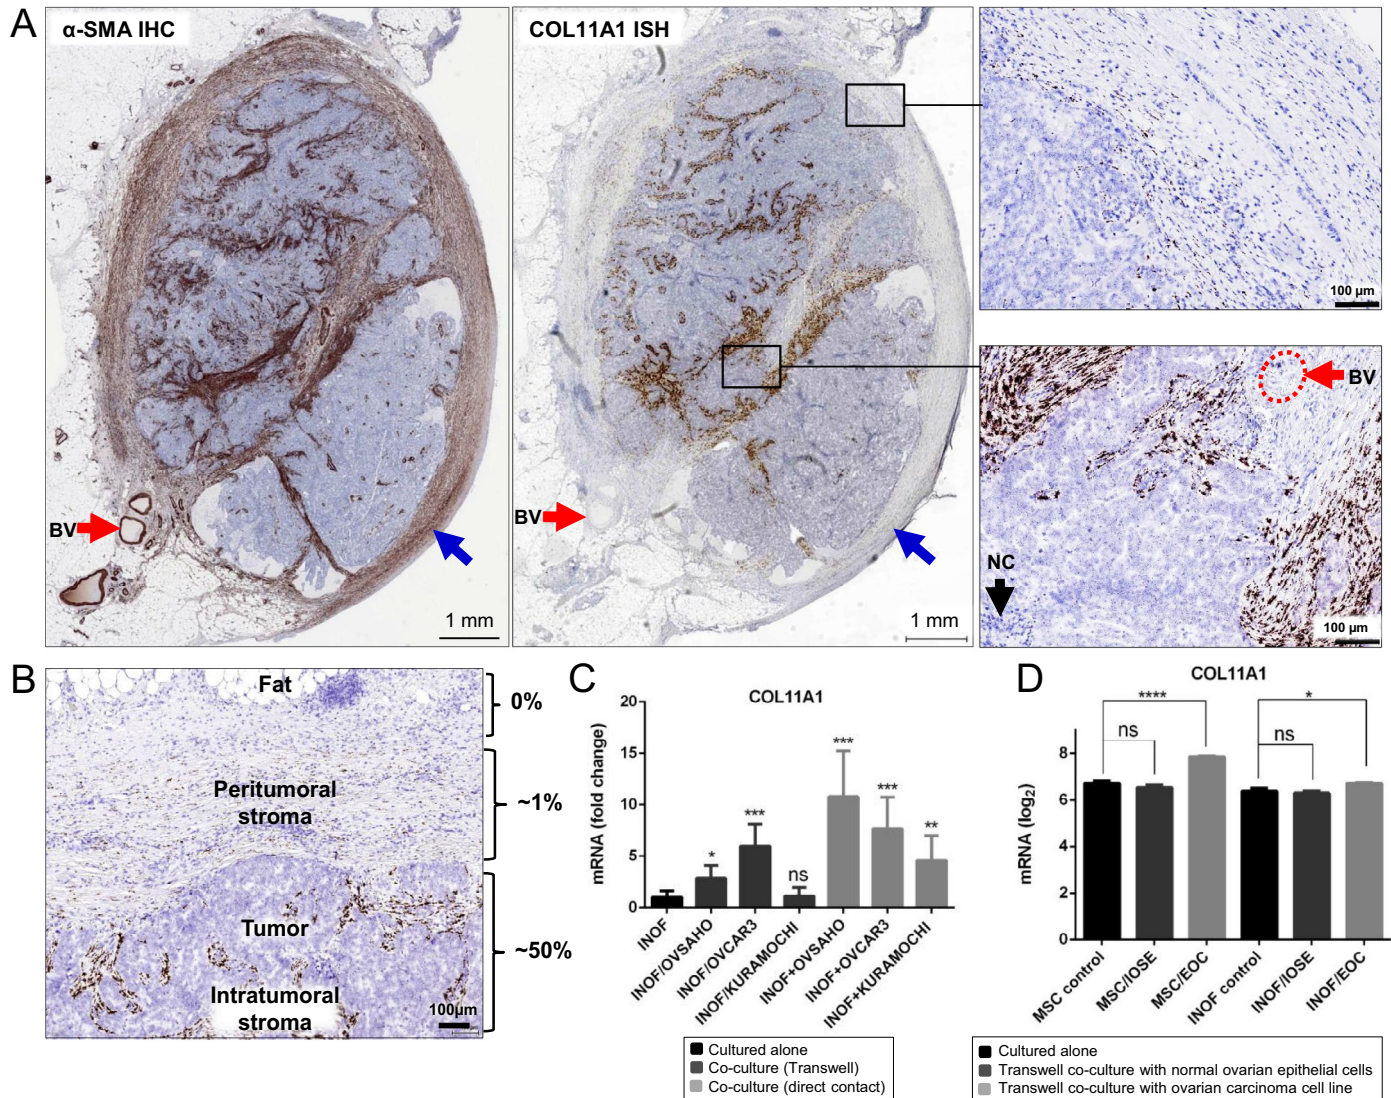 A
α-SMA IHC
COL11A1 ISH
BV
1 mm
BV
1 mm
100 µm
BV
NC
100 µm
B
Fat
0%
Peritumoral
stroma
~1%
Tumor
~50%
Intratumoral
stroma
100µm
C
COL11A1
mRNA (fold change)
20
15
10
5
0
*
***
ns
***
***
**
INOF
INOF/OVSAHO
INOF/OVCAR3
INOF/KURAMOCHI
INOF+OVSAHO
INOF+OVCAR3
INOF+KURAMOCHI
Cultured alone
Co-culture (Transwell)
Co-culture (direct contact)
D
COL11A1
mRNA (log2)
8
6
4
2
0
****
ns
*
ns
MSC control
MSC/IOSE
MSC/EOC
INOF control
INOF/IOSE
INOF/EOC
Cultured alone
Transwell co-culture with normal ovarian epithelial cells
Transwell co-culture with ovarian carcinoma cell line